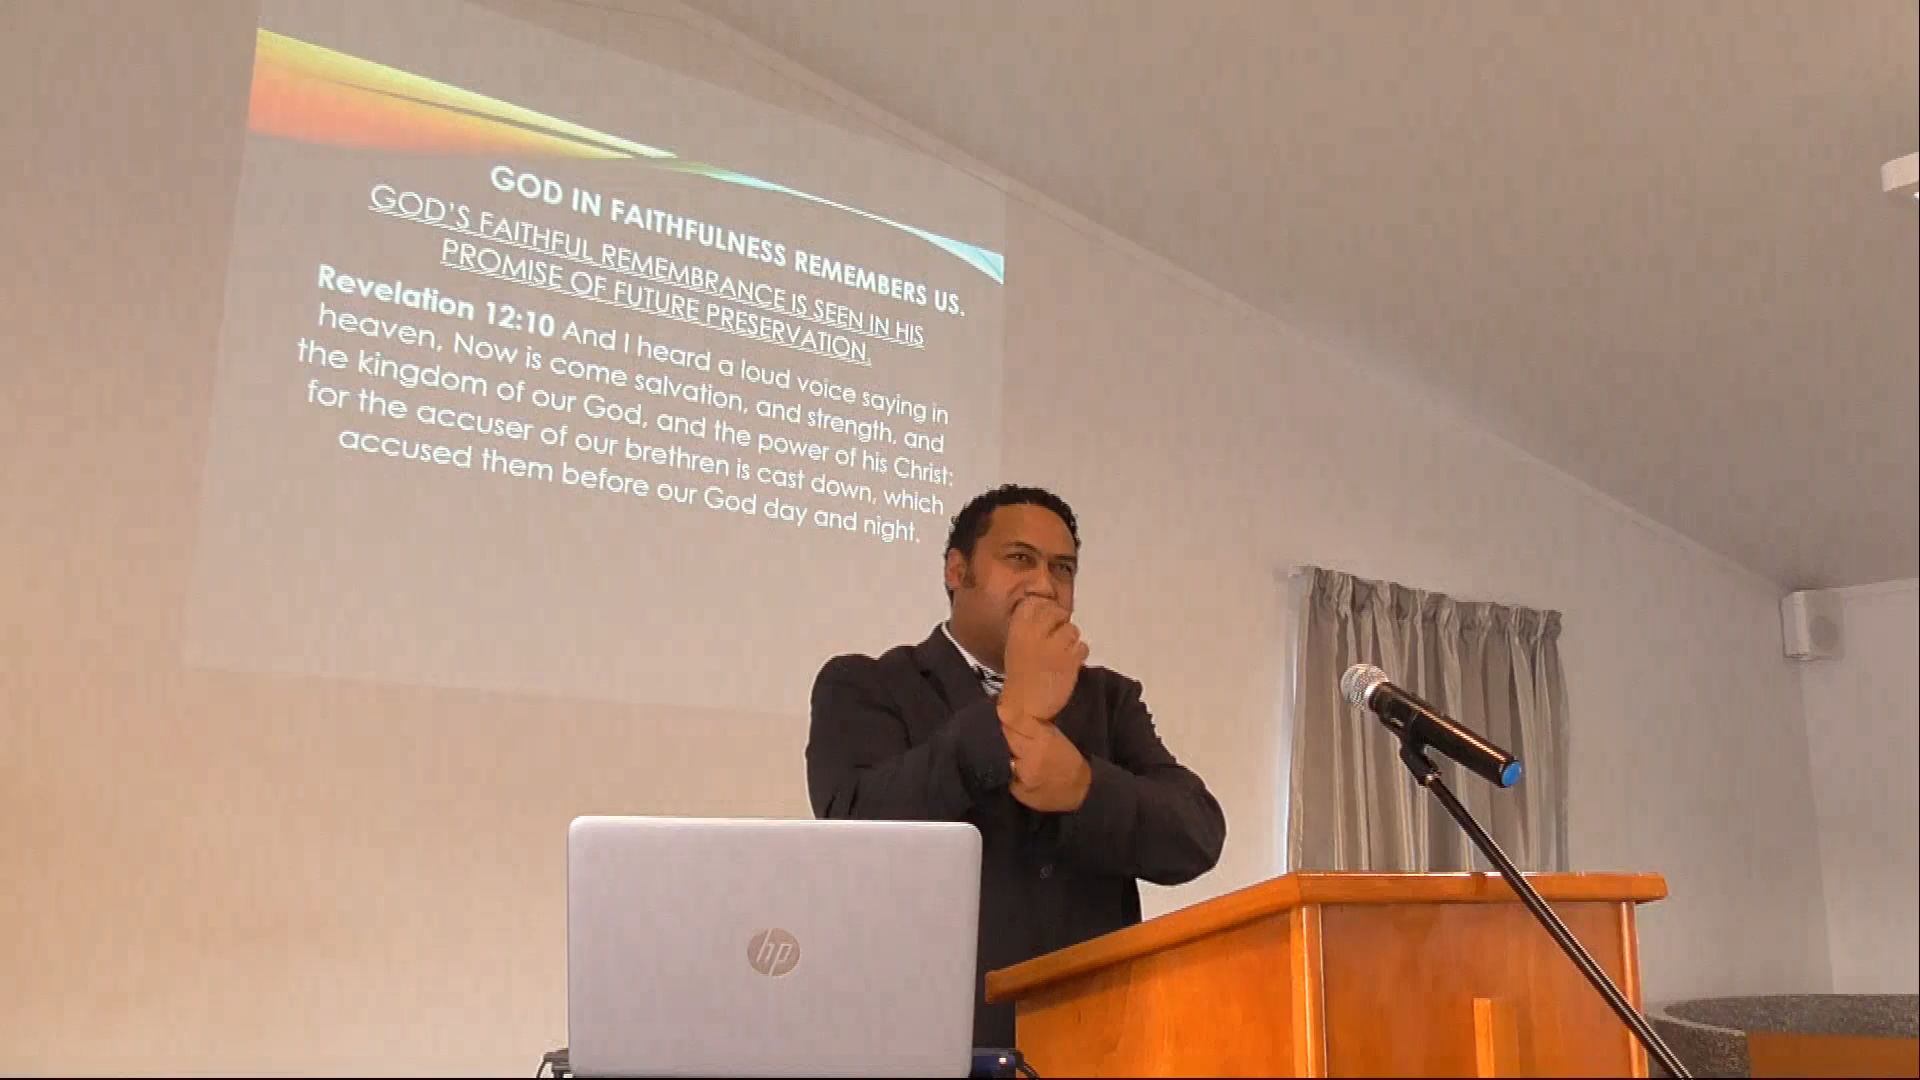 GOD IN FAITHFULNESS REMEMBERS US.
GOD'S FAITHFUL REMEMBRANCE IS SEEN IN HIS
PROMISE OF FUTURE PRESERVATION.
Revelation 12:10 And I heard a loud voice saying in
heaven, Now is come salvation, and strength, and
the kingdom of our God, and the power of his Christ:
for the accuser of our brethren is cast down, which
accused them before our God day and night.
hp